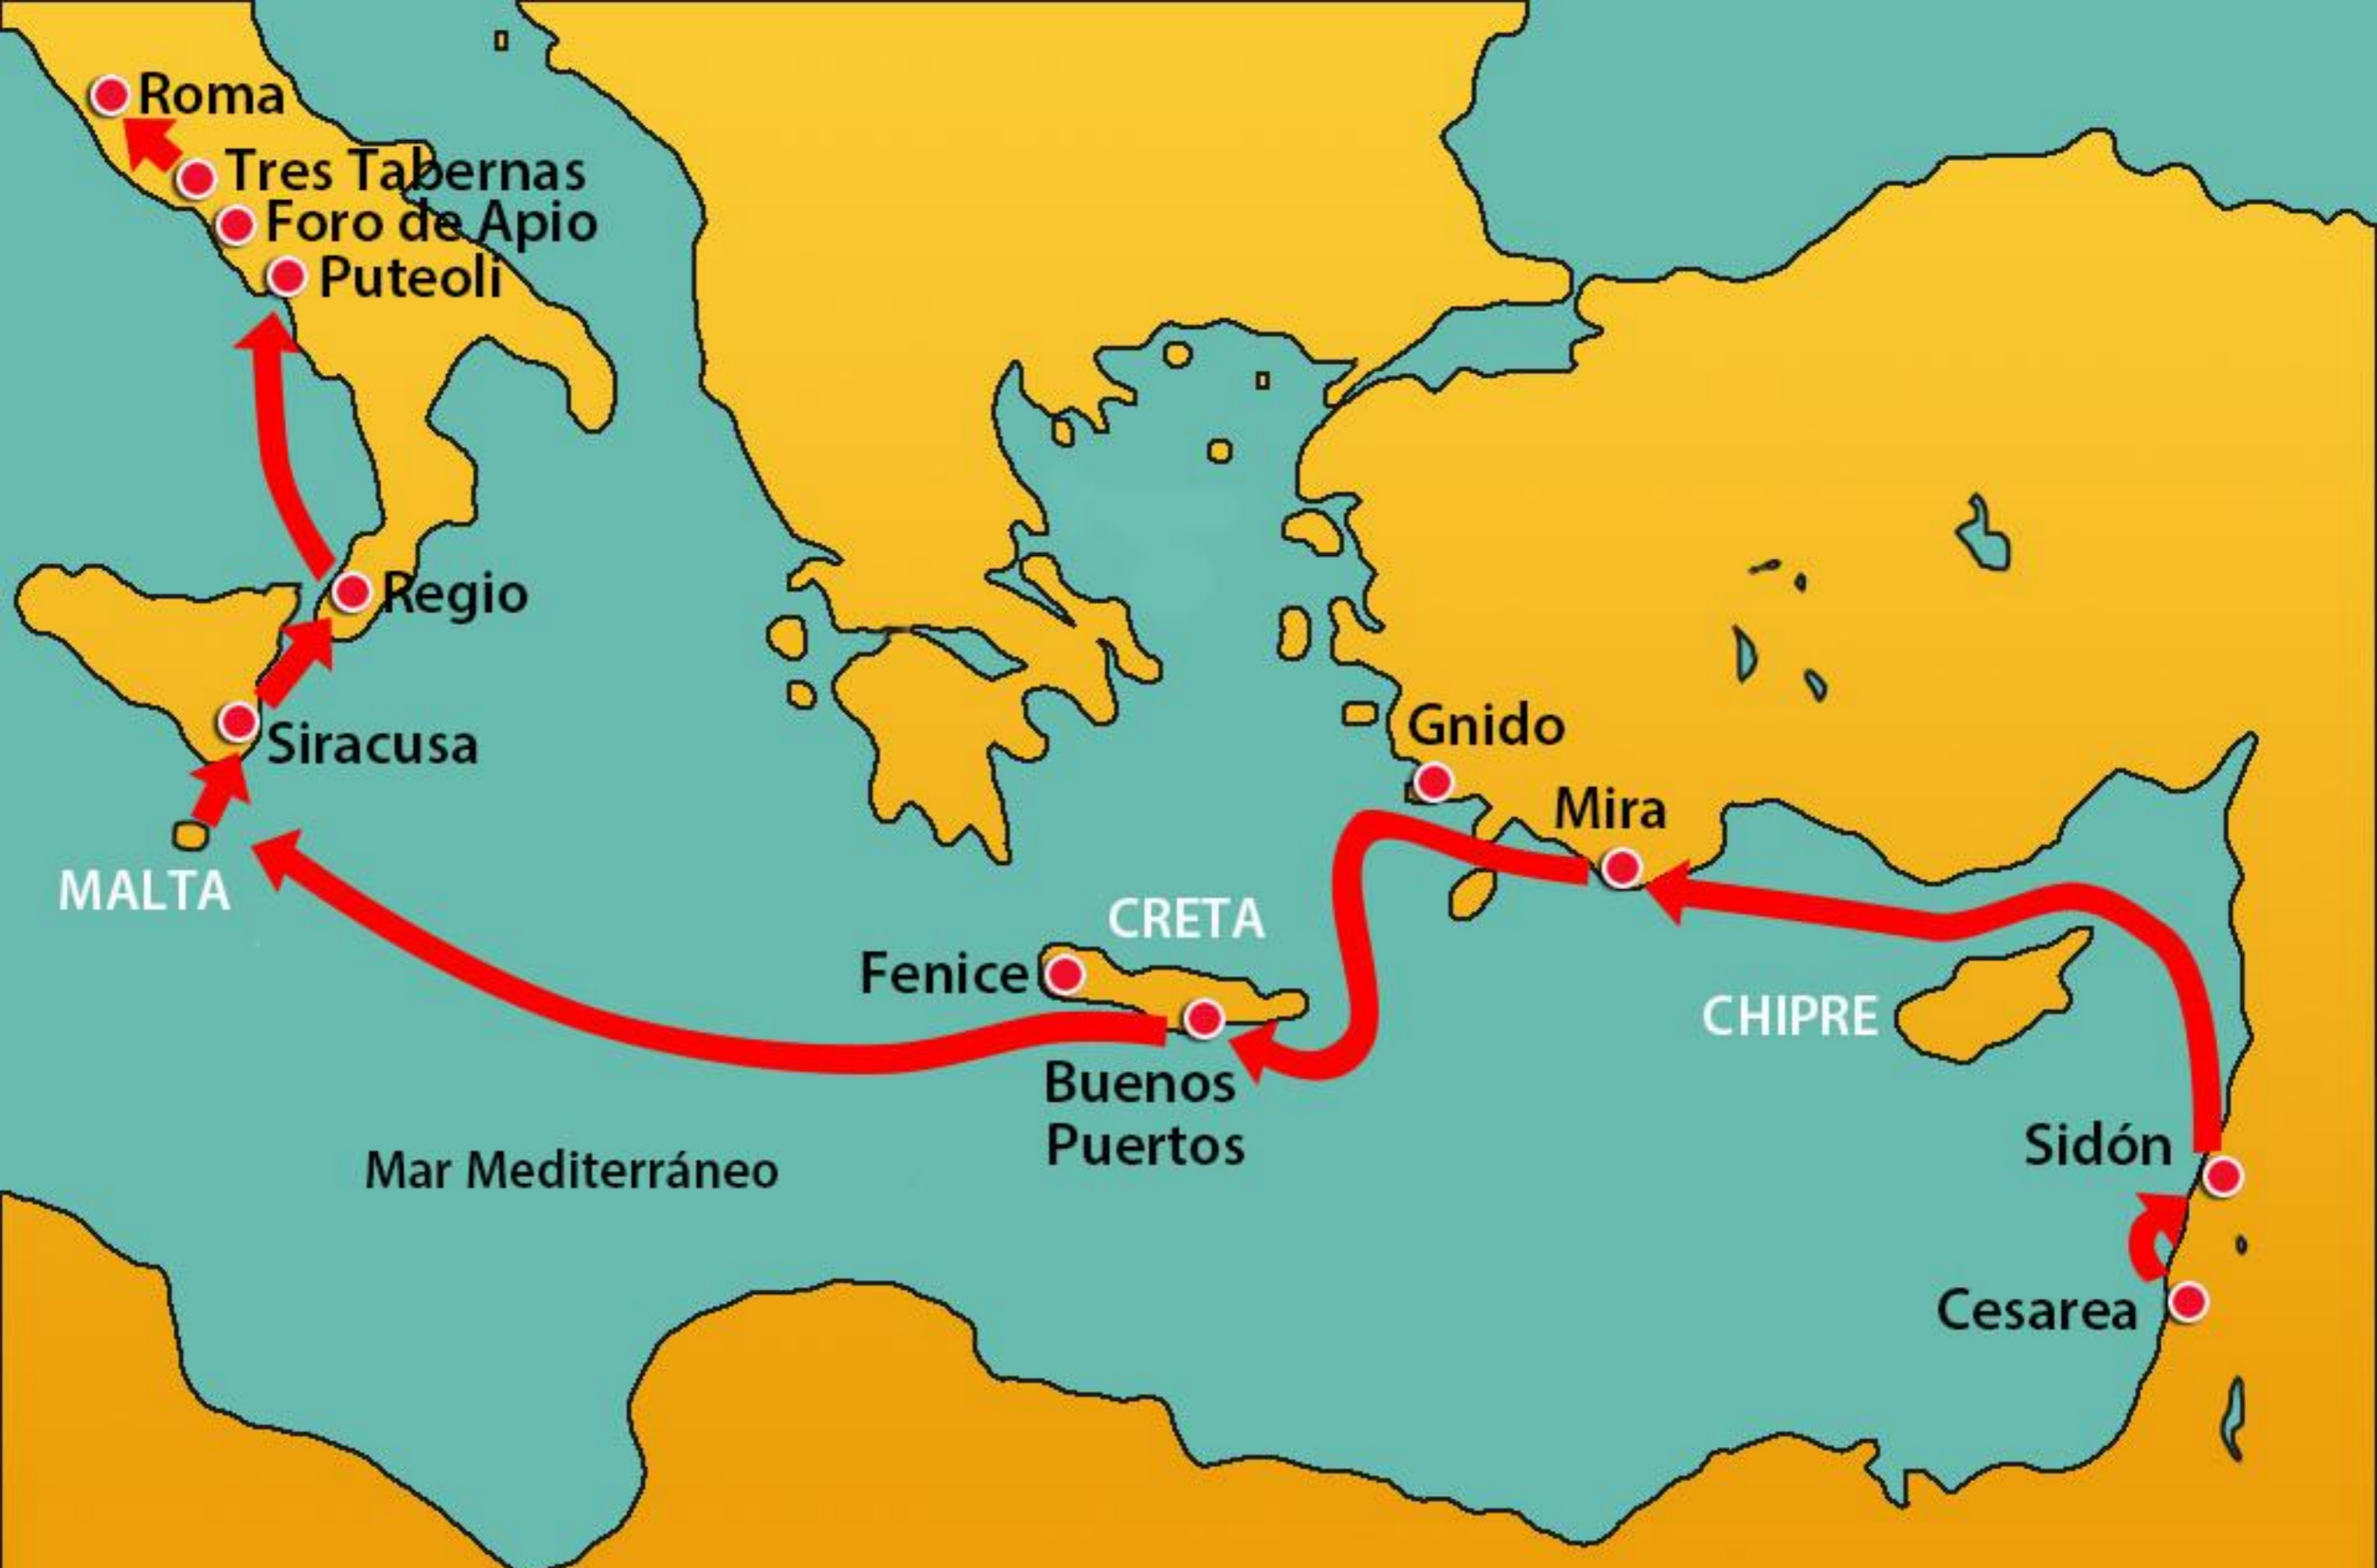 Roma
Tres Tabernas
Foro de Apio
Puteoli
Regio
Siracusa
Gnido
Mira
MALTA
CRETA
Fenice
CHIPRE
Buenos
Puertos
Sidón
Mar Mediterráneo
Cesarea